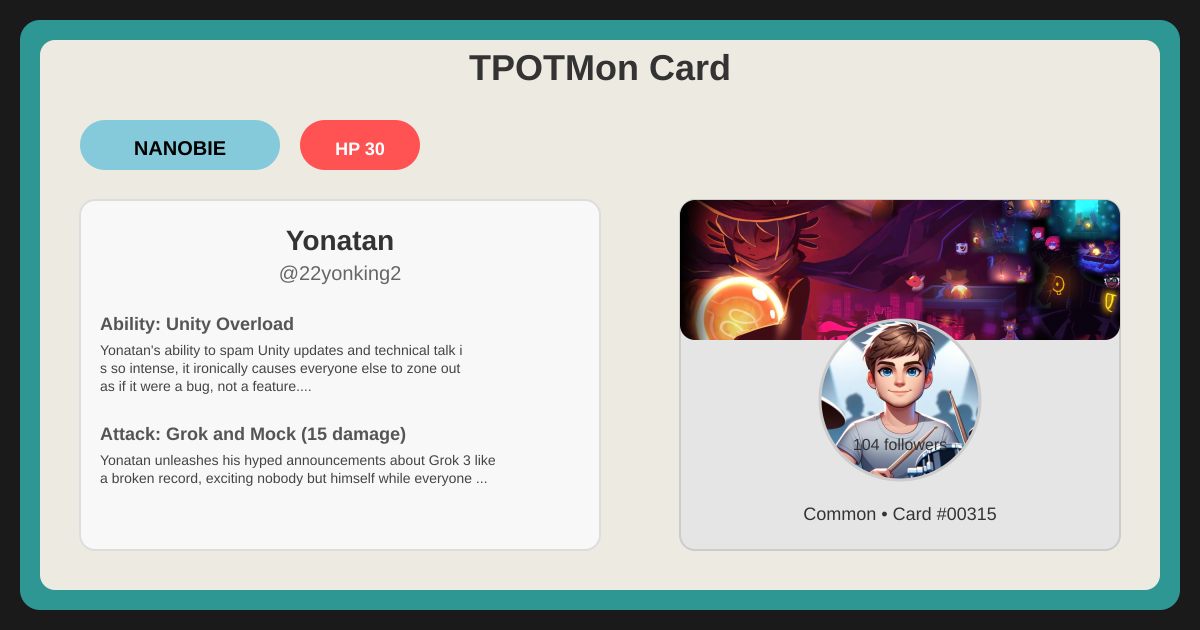 TPOTMon Card
NANOBIE
HP 30
Yonatan
@22yonking2
Ability: Unity Overload
Yonatan's ability to spam Unity updates and technical talk i
s so intense, it ironically causes everyone else to zone out
as if it were a bug, not a feature....
Attack: Grok and Mock (15 damage)
Yonatan unleashes his hyped announcements about Grok 3 like
a broken record, exciting nobody but himself while everyone ...
104 followers
Common • Card #00315